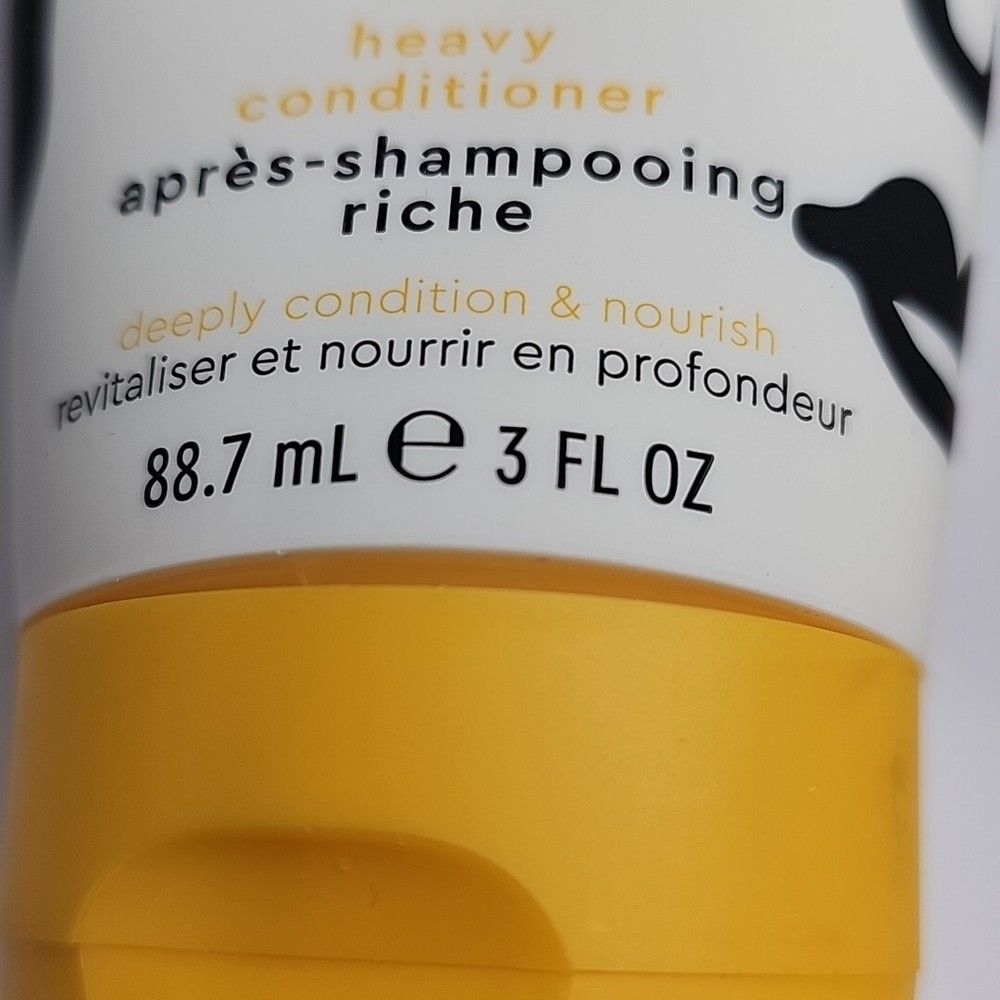 heavy
conditioner
après-shampooing
riche
deeply condition & nourish
revitaliser et nourrir en profondeur
88.7 mL e 3 FL OZ